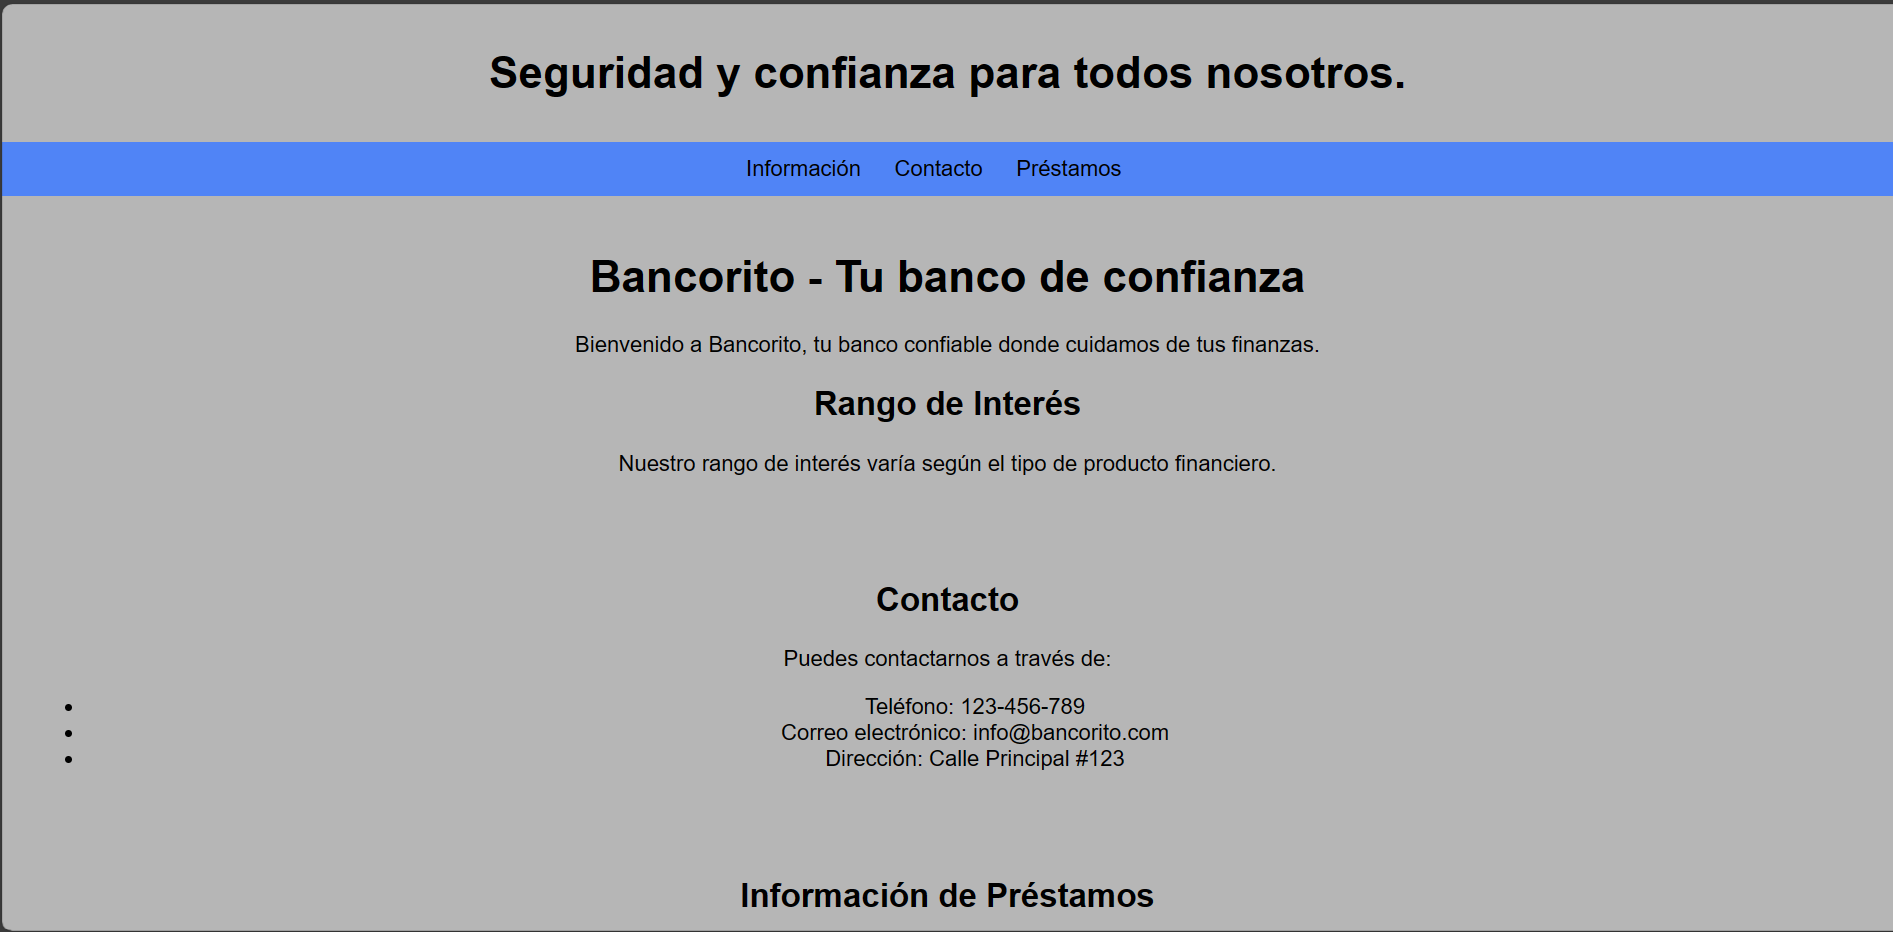 Seguridad y confianza para todos nosotros.
Información Contacto Préstamos
Bancorito - Tu banco de confianza
Bienvenido a Bancorito, tu banco confiable donde cuidamos de tus finanzas.
Rango de Interés
Nuestro rango de interés varía según el tipo de producto financiero.
Contacto
Puedes contactarnos a través de:
• Teléfono: 123-456-789
• Correo electrónico: info@bancorito.com
• Dirección: Calle Principal #123
Información de Préstamos